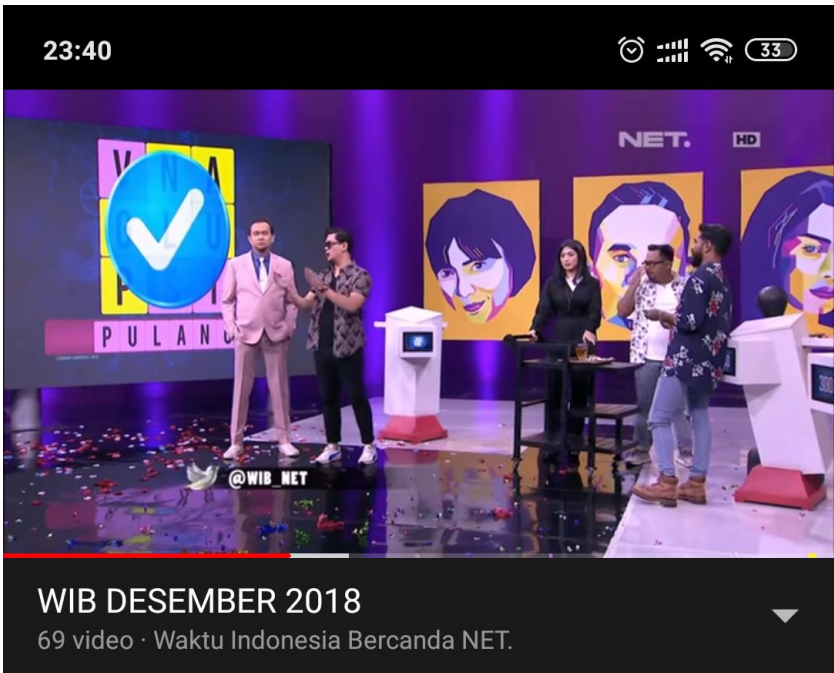 23:40
33
NET. HD
V N A
L U
P
PULANG
@WIB_NET
WIB DESEMBER 2018
69 video · Waktu Indonesia Bercanda NET.